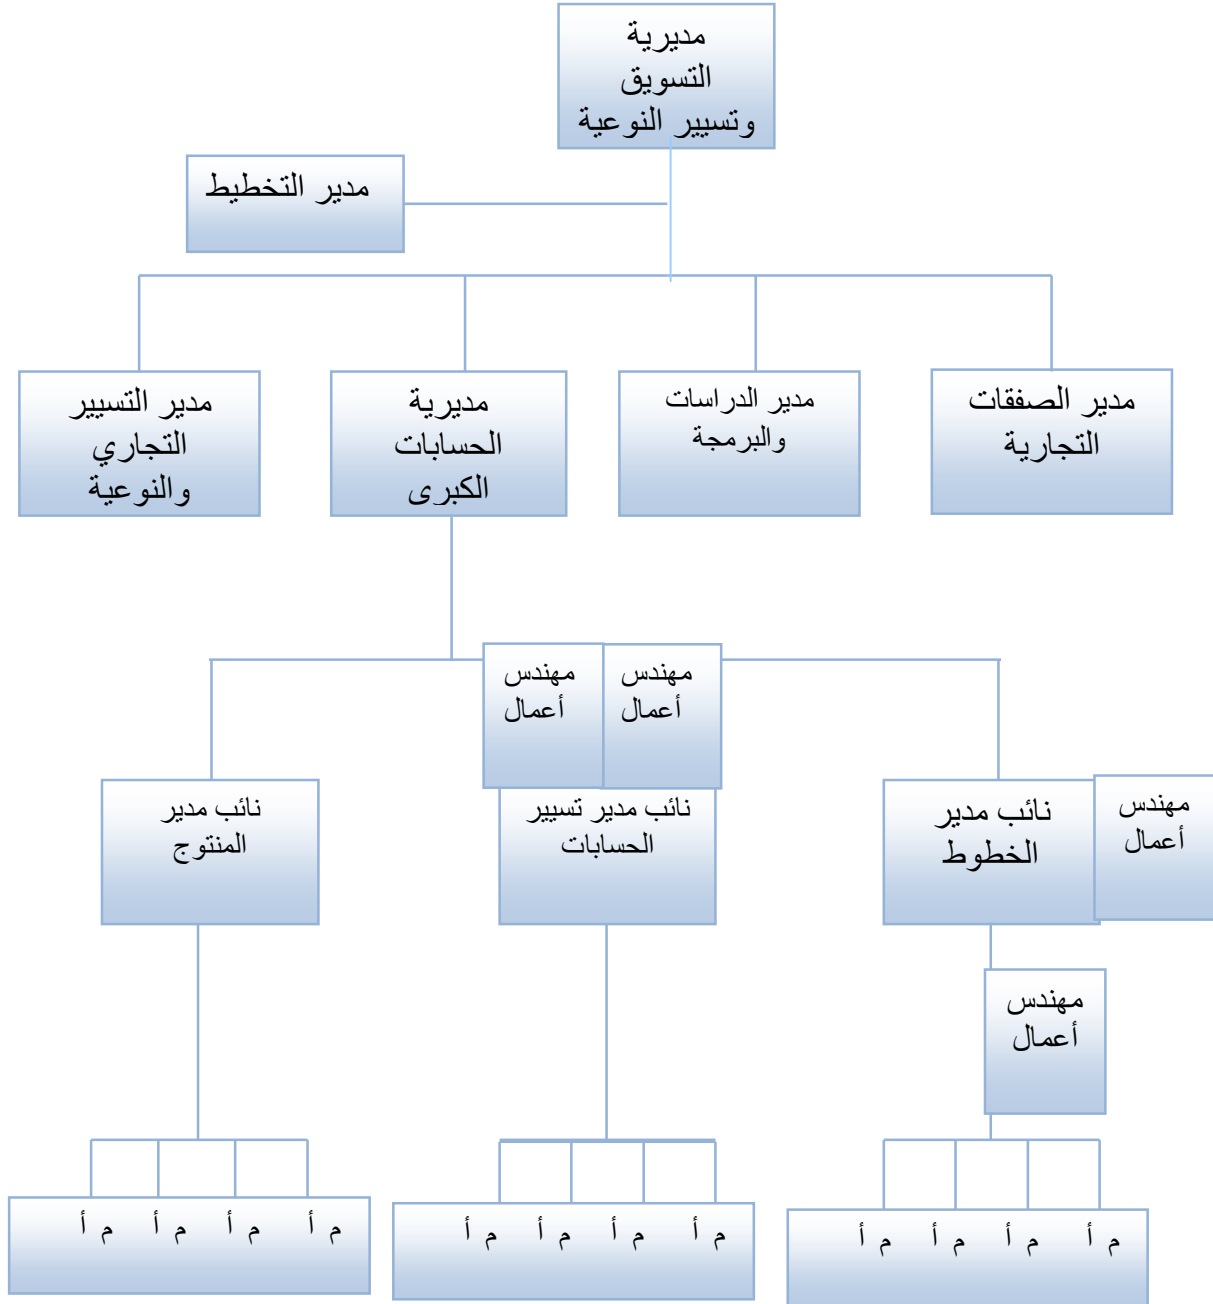 مديرية
التسويق
وتسيير النوعية
مدير التخطيط
مدير الصفقات
التجارية
مدير الدراسات
والبرمجة
مديرية
الحسابات
الكبرى
مدير التسيير
التجاري
والنوعية
مهندس
أعمال
مهندس
أعمال
مهندس
أعمال
نائب مدير
الخطوط
نائب مدير تسيير
الحسابات
نائب مدير
المنتوج
مهندس
أعمال
م أ م أ م أ م أ
م أ م أ م أ م أ
م أ م أ م أ م أ